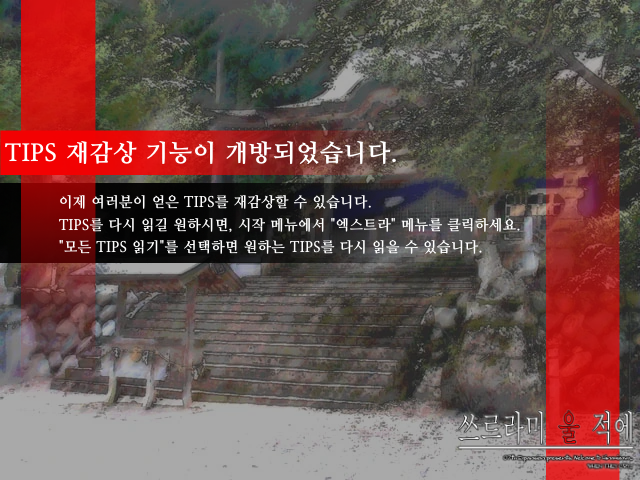 TIPS 재감상 기능이 개방되었습니다.
이제 여러분이 얻은 TIPS를 재감상할 수 있습니다.
TIPS를 다시 읽길 원하시면, 시작 메뉴에서 "엑스트라" 메뉴를 클릭하세요.
"모든 TIPS 읽기"를 선택하면 원하는 TIPS를 다시 읽을 수 있습니다.
쓰르라미 울 적에